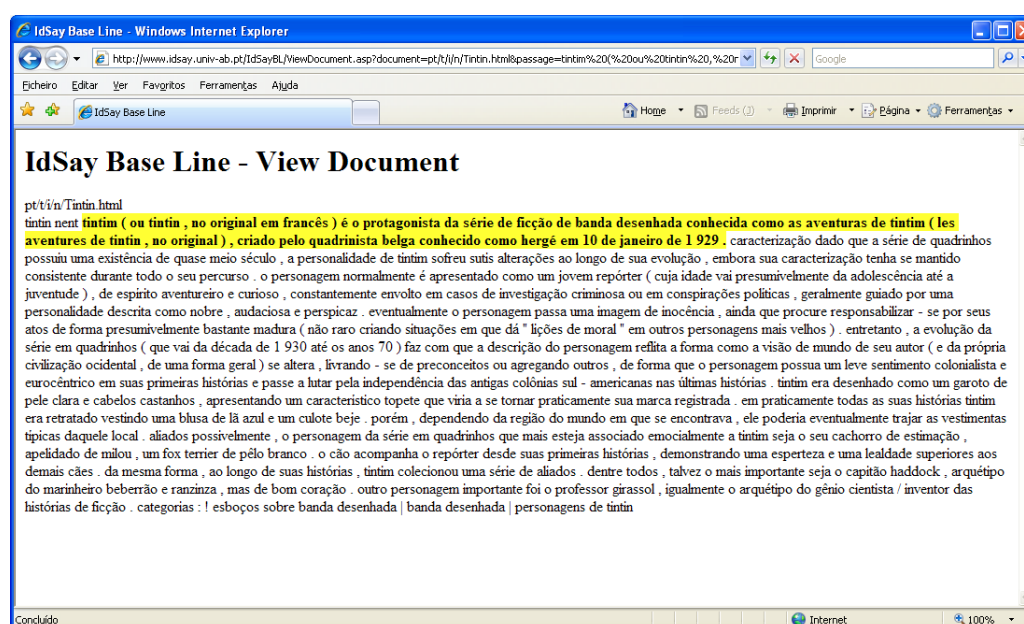 IdSay Base Line - Windows Internet Explorer
http://www.idsay.univ-ab.pt/IdSayBL/ViewDocument.asp?document=pt/t/i/n/Tintin.html&passage=tintim%20(%20ou%20tintin%20,%20r
Google
Ficheiro Editar Ver Favoritos Ferramentas Ajuda
IdSay Base Line
Home Feeds (J) Imprimir Página Ferramentas
IdSay Base Line - View Document
pt/t/i/n/Tintin.html
tintin nent tintim ( ou tintin , no original em francês ) é o protagonista da série de ficção de banda desenhada conhecida como as aventuras de tintim ( les
aventures de tintin , no original ) , criado pelo quadrinista belga conhecido como hergé em 10 de janeiro de 1 929 . caracterização dado que a série de quadrinhos
possuiu uma existência de quase meio século , a personalidade de tintim sofreu sutis alterações ao longo de sua evolução , embora sua caracterização tenha se mantido
consistente durante todo o seu percurso . o personagem normalmente é apresentado como um jovem repórter ( cuja idade vai presumivelmente da adolescência até a
juventude ) , de espirito aventureiro e curioso , constantemente envolto em casos de investigação criminosa ou em conspirações politicas , geralmente guiado por uma
personalidade descrita como nobre , audaciosa e perspicaz . eventualmente o personagem passa uma imagem de inocência , ainda que procure responsabilizar - se por seus
atos de forma presumivelmente bastante madura ( não raro criando situações em que dá " lições de moral " em outros personagens mais velhos ) . entretanto , a evolução da
série em quadrinhos ( que vai da década de 1 930 até os anos 70 ) faz com que a descrição do personagem reflita a forma como a visão de mundo de seu autor ( e da própria
civilização ocidental , de uma forma geral ) se altera , livrando - se de preconceitos ou agregando outros , de forma que o personagem possua um leve sentimento colonialista e
eurocêntrico em suas primeiras histórias e passe a lutar pela independência das antigas colônias sul - americanas nas últimas histórias . tintim era desenhado como um garoto de
pele clara e cabelos castanhos , apresentando um caracteristico topete que viria a se tornar praticamente sua marca registrada . em praticamente todas as suas histórias tintim
era retratado vestindo uma blusa de lã azul e um culote beje . porém , dependendo da região do mundo em que se encontrava , ele poderia eventualmente trajar as vestimentas
tipicas daquele local . aliados possivelmente , o personagem da série em quadrinhos que mais esteja associado emocialmente a tintim seja o seu cachorro de estimação ,
apelidado de milou , um fox terrier de pêlo branco . o cão acompanha o repórter desde suas primeiras histórias , demonstrando uma esperteza e uma lealdade superiores aos
demais cães . da mesma forma , ao longo de suas histórias , tintim colecionou uma série de aliados . dentre todos , talvez o mais importante seja o capitão haddock , arquétipo
do marinheiro beberrão e ranzinza , mas de bom coração . outro personagem importante foi o professor girassol , igualmente o arquétipo do gênio cientista / inventor das
histórias de ficção . categorias : ! esboços sobre banda desenhada | banda desenhada | personagens de tintin
Concluído Internet 100%